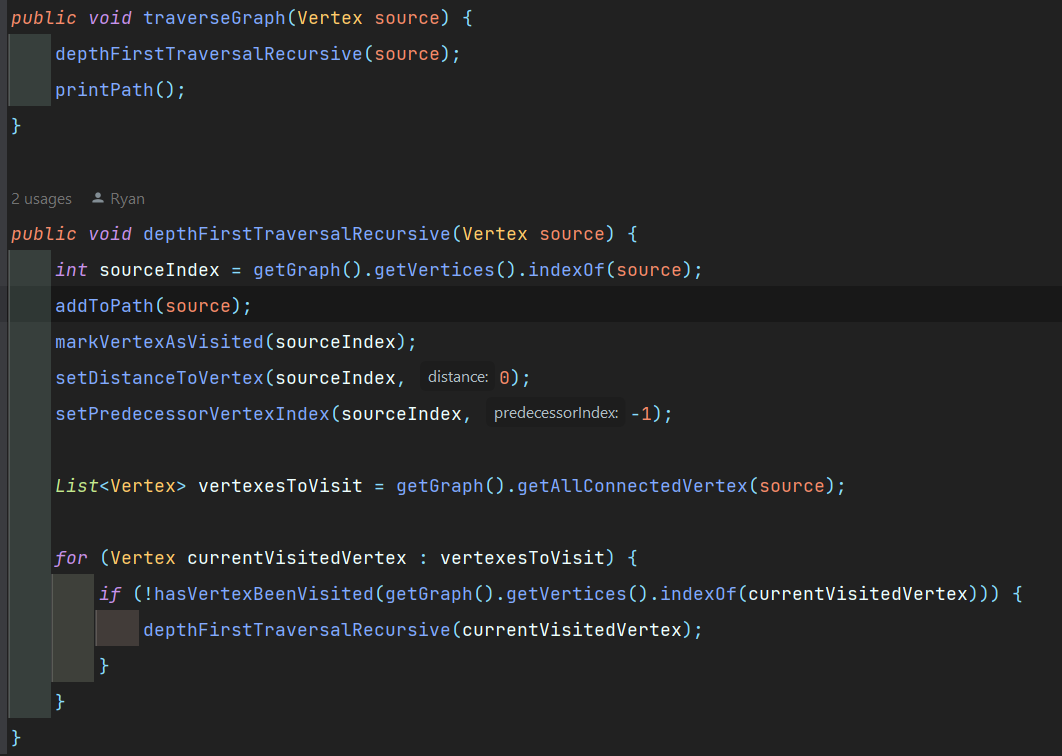 public void traverseGraph(Vertex source) {
depthFirstTraversalRecursive(source);
printPath();
}
2 usages Ryan
public void depthFirstTraversalRecursive(Vertex source) {
int sourceIndex = getGraph().getVertices().indexOf(source);
addToPath(source);
markVertexAsVisited(sourceIndex);
setDistanceToVertex(sourceIndex, distance: 0);
setPredecessorVertexIndex(sourceIndex, predecessorIndex: -1);
List<Vertex> vertexesToVisit = getGraph().getAllConnectedVertex(source);
for (Vertex currentVisitedVertex : vertexesToVisit) {
if (!hasVertexBeenVisited(getGraph().getVertices().indexOf(currentVisitedVertex))) {
depthFirstTraversalRecursive(currentVisitedVertex);
}
}
}